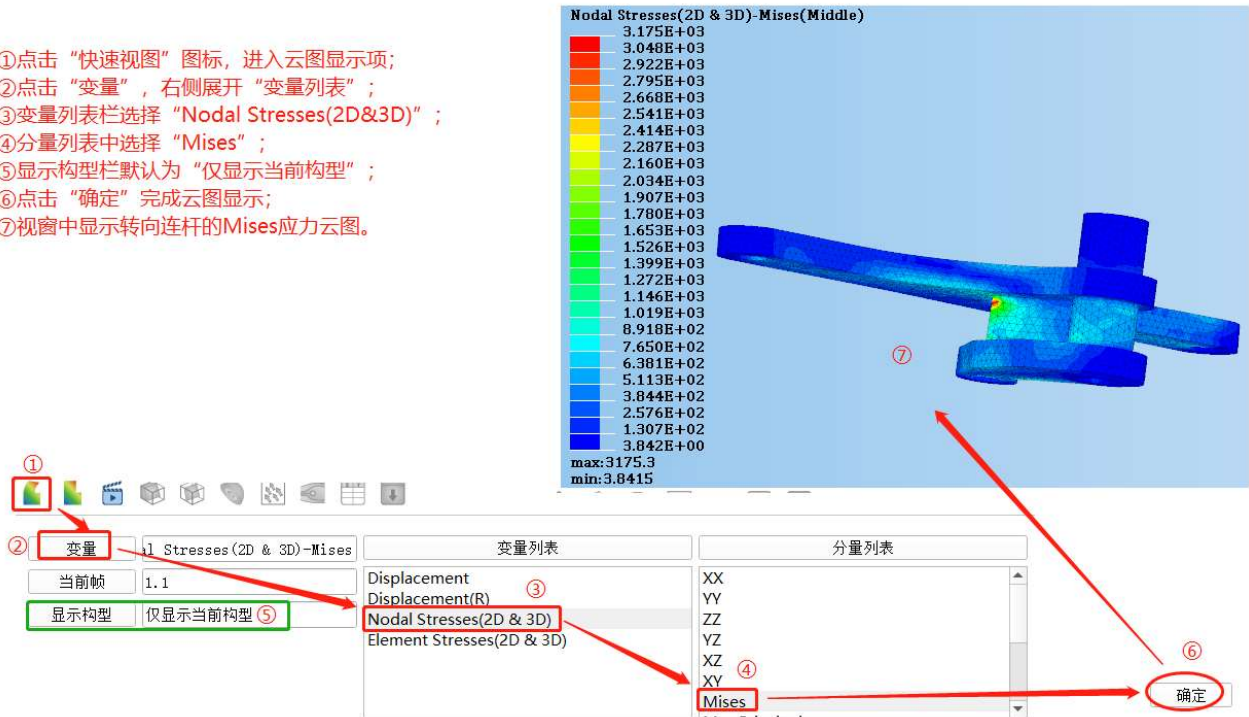 Nodal Stresses(2D & 3D)-Mises(Middle)
3.175E+03
3.048E+03
2.922E+03
2.795E+03
2.668E+03
2.541E+03
2.414E+03
2.287E+03
2.160E+03
2.034E+03
1.907E+03
1.780E+03
1.653E+03
1.526E+03
1.399E+03
1.272E+03
1.146E+03
1.019E+03
8.918E+02
7.650E+02
6.381E+02
5.113E+02
3.844E+02
2.576E+02
1.307E+02
3.842E+00
max:3175.3
min:3.8415
⑦
①点击“快速视图”图标，进入云图显示项；
②点击“变量”，右侧展开“变量列表”；
③变量列表栏选择“Nodal Stresses(2D&3D)”；
④分量列表中选择“Mises”；
⑤显示构型栏默认为“仅显示当前构型”；
⑥点击“确定”完成云图显示；
⑦视窗中显示转向连杆的Mises应力云图。
①
② 变量 al Stresses(2D & 3D)-Mises
当前帧 1.1
显示构型 仅显示当前构型 ⑤
变量列表
Displacement
Displacement(R)
③
Nodal Stresses(2D & 3D)
Element Stresses(2D & 3D)
分量列表
XX
YY
ZZ
YZ
XZ
XY
④
Mises
⑥
确定